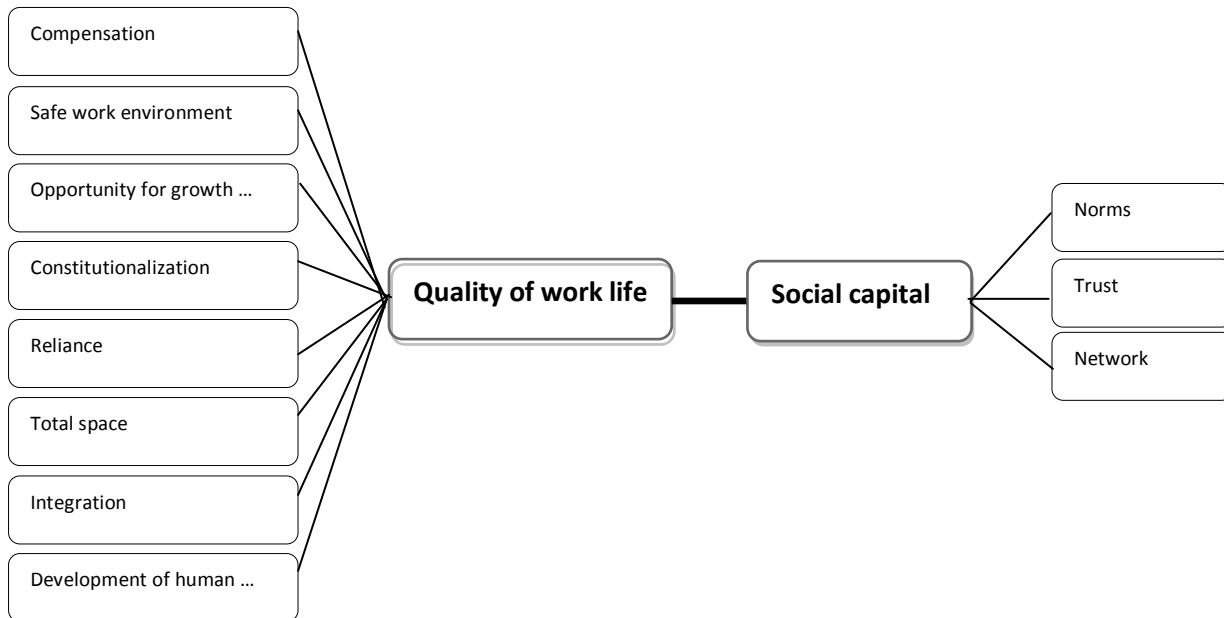 Compensation
Safe work environment
Opportunity for growth ...
Constitutionalization
Reliance
Total space
Integration
Development of human ...
Quality of work life
Social capital
Norms
Trust
Network